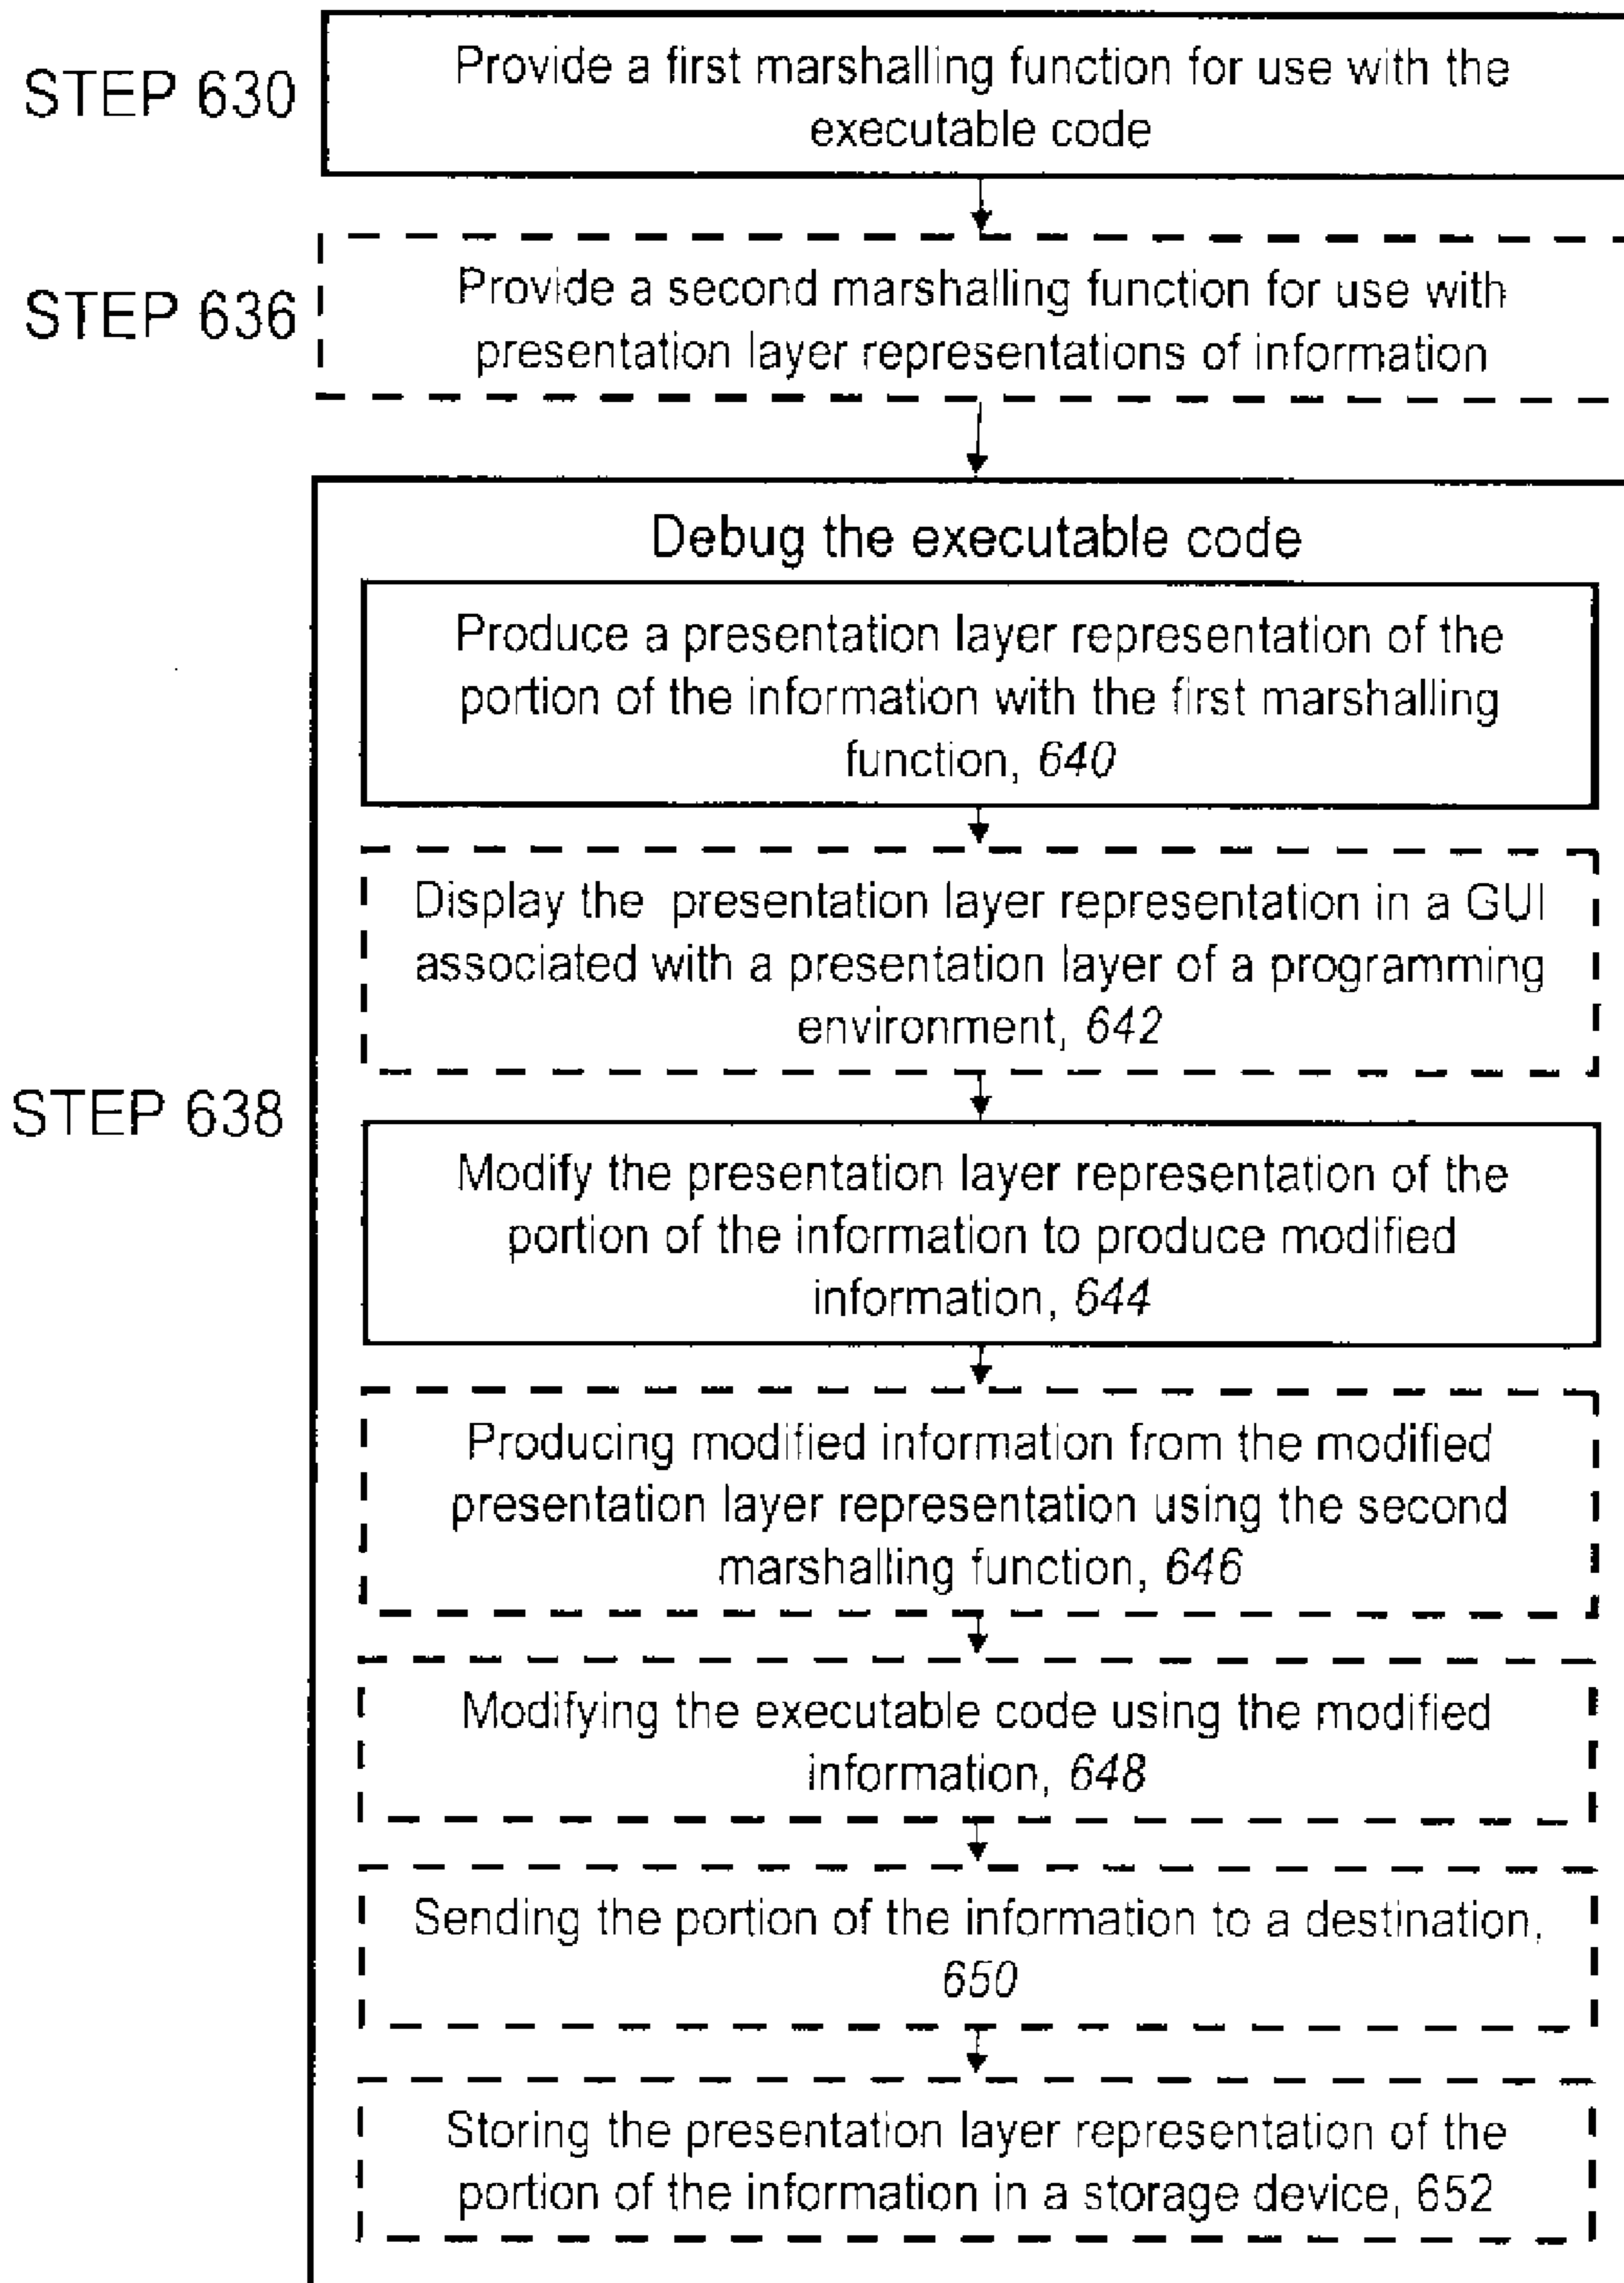 STEP 630
Provide a first marshalling function for use with the
executable code
STEP 636
Provide a second marshalling function for use with
presentation layer representations of information
STEP 638
Debug the executable code
Produce a presentation layer representation of the
portion of the information with the first marshalling
function, 640
Display the presentation layer representation in a GUI
associated with a presentation layer of a programming
environment, 642
Modify the presentation layer representation of the
portion of the information to produce modified
information, 644
Producing modified information from the modified
presentation layer representation using the second
marshalling function, 646
Modifying the executable code using the modified
information, 648
Sending the portion of the information to a destination,
650
Storing the presentation layer representation of the
portion of the information in a storage device, 652